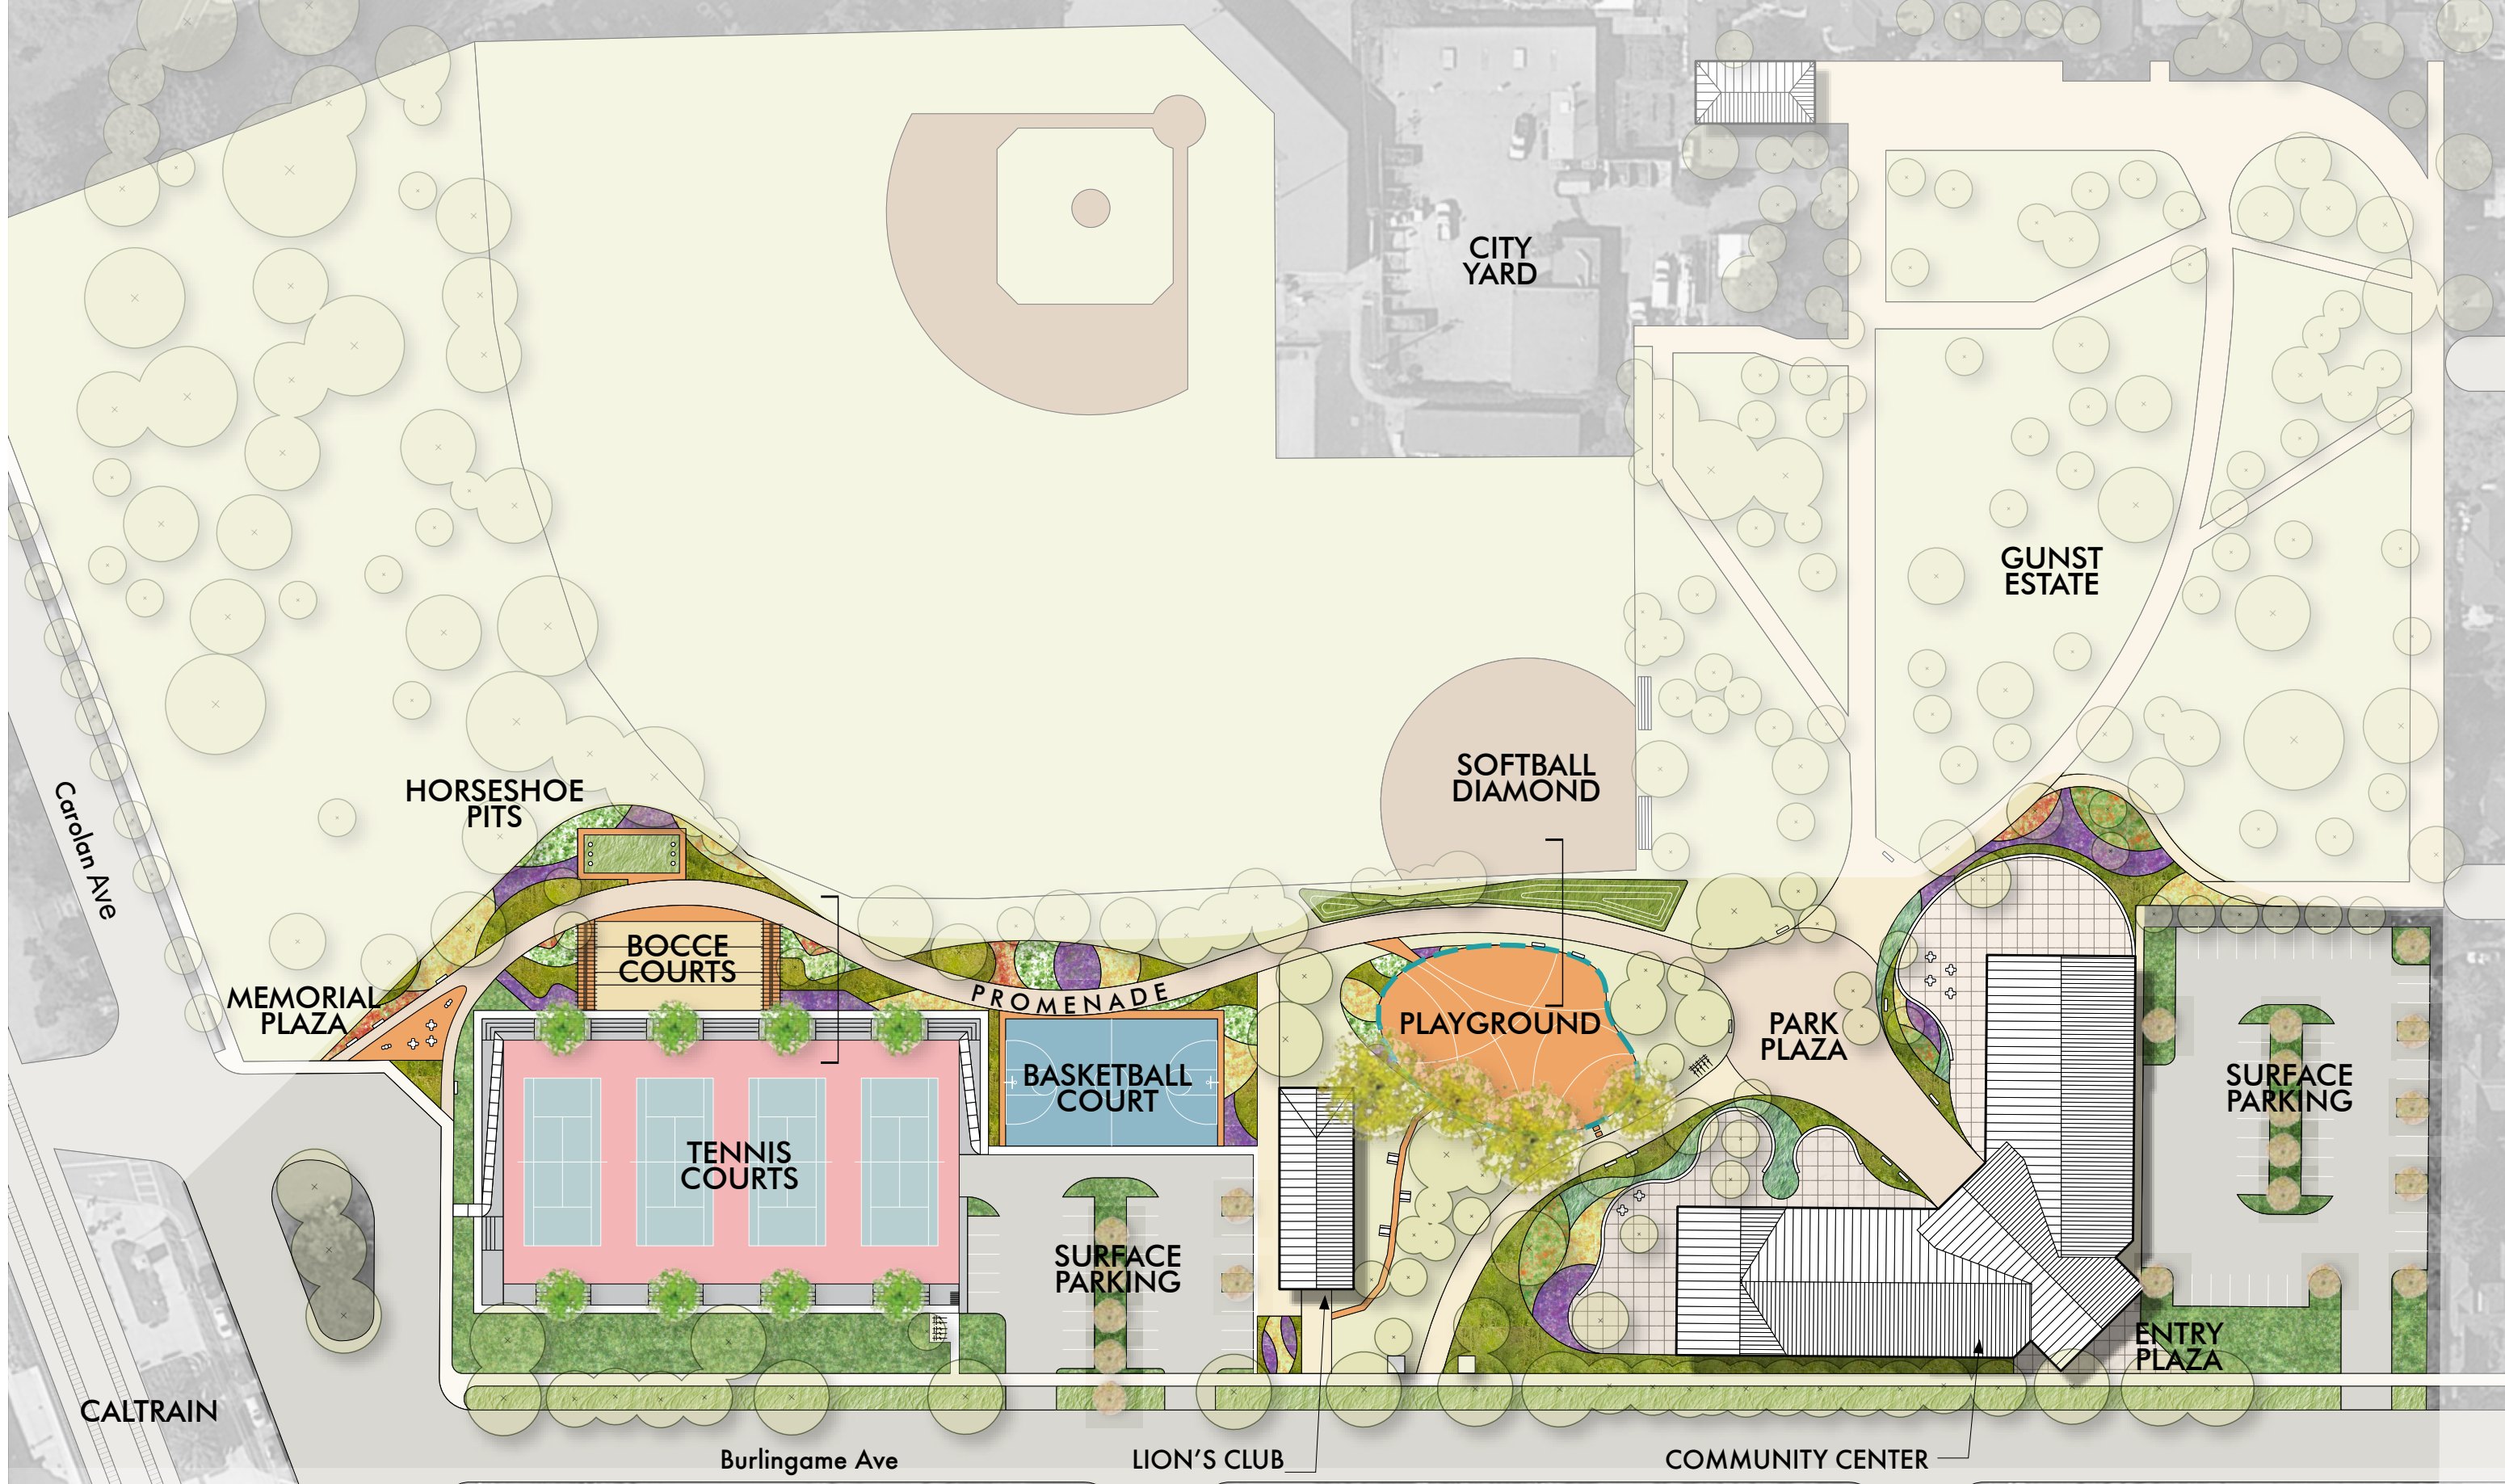 CITY
YARD
GUNST
ESTATE
HORSESHOE
PITS
SOFTBALL
DIAMOND
Carolan Ave
BOCCE
COURTS
MEMORIAL
PLAZA
PROMENADE
PLAYGROUND
PARK
PLAZA
BASKETBALL
COURT
SURFACE
PARKING
TENNIS
COURTS
SURFACE
PARKING
ENTRY
PLAZA
CALTRAIN
Burlingame Ave
LION'S CLUB
COMMUNITY CENTER